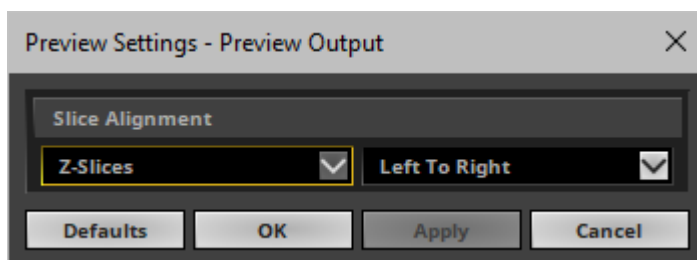 Preview Settings - Preview Output
Slice Alignment
Z-Slices Left To Right
Defaults OK Apply Cancel